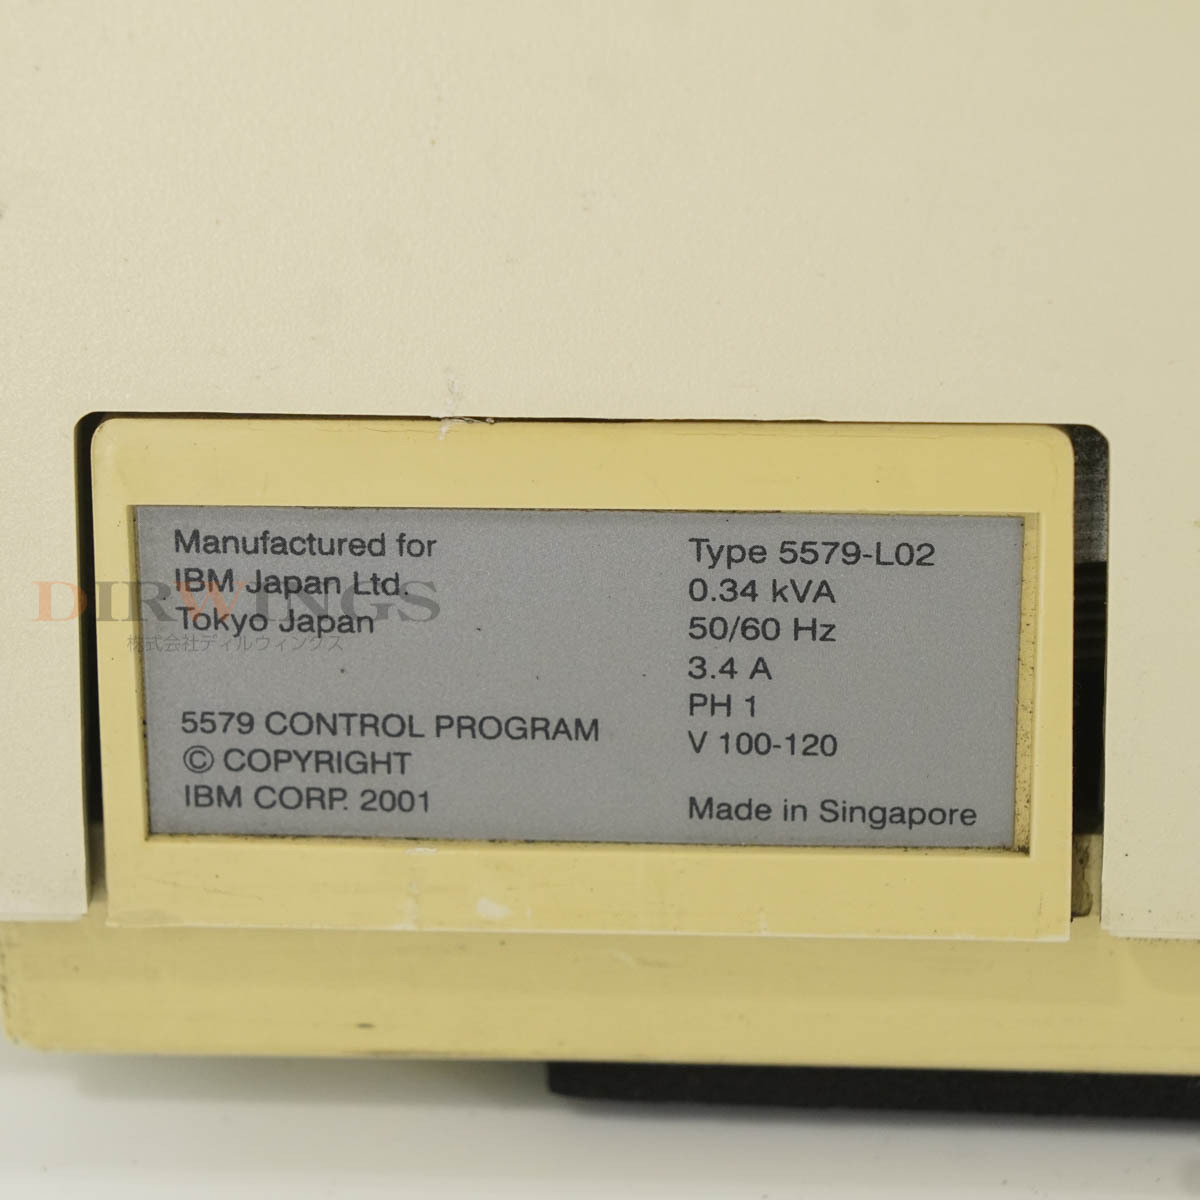 Manufactured for
IBM Japan Ltd.
Tokyo Japan
DIRWINGS
株式会社ディルウィングス
5579 CONTROL PROGRAM
© COPYRIGHT
IBM CORP. 2001
Type 5579-L02
0.34 kVA
50/60 Hz
3.4 A
PH 1
V 100-120
Made in Singapore